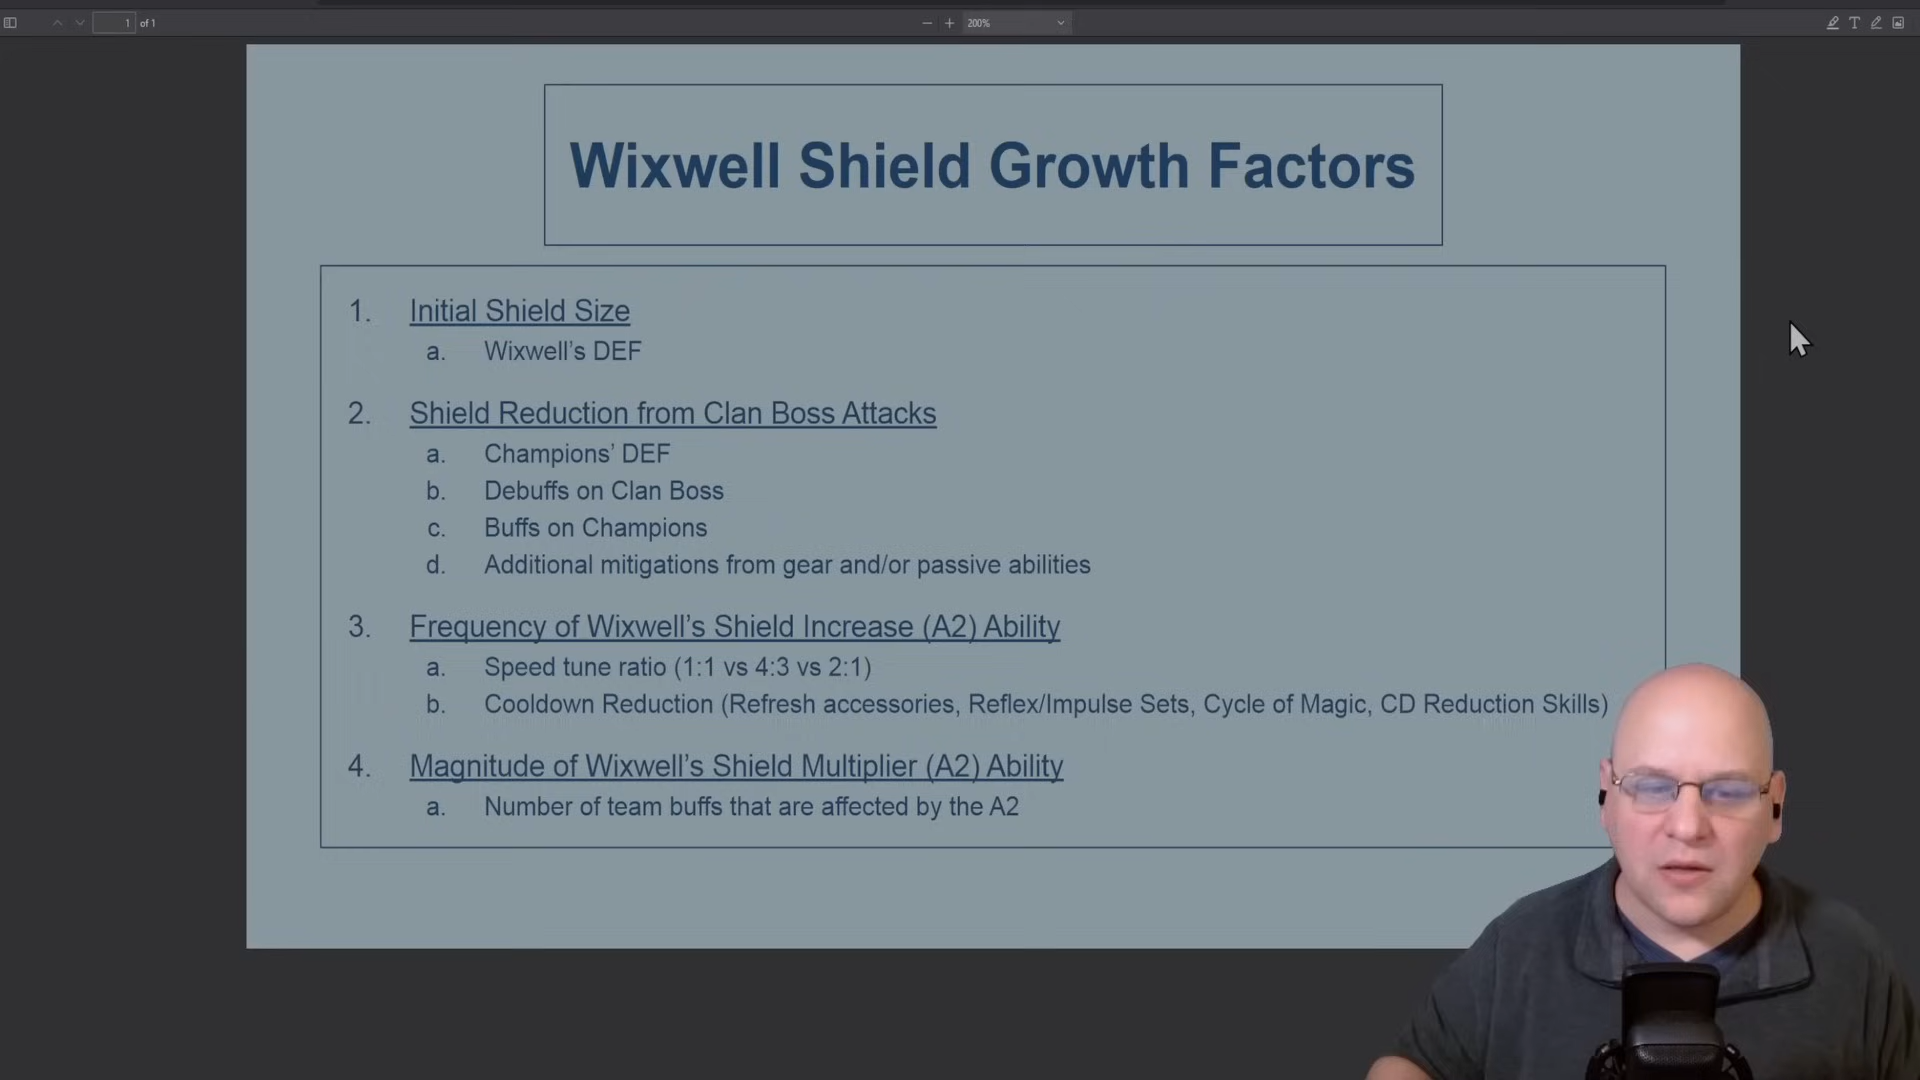 1 of 1
200%
Wixwell Shield Growth Factors
1. Initial Shield Size
a. Wixwell's DEF
2. Shield Reduction from Clan Boss Attacks
a. Champions' DEF
b. Debuffs on Clan Boss
c. Buffs on Champions
d. Additional mitigations from gear and/or passive abilities
3. Frequency of Wixwell's Shield Increase (A2) Ability
a. Speed tune ratio (1:1 vs 4:3 vs 2:1)
b. Cooldown Reduction (Refresh accessories, Reflex/Impulse Sets, Cycle of Magic, CD Reduction Skills)
4. Magnitude of Wixwell's Shield Multiplier (A2) Ability
a. Number of team buffs that are affected by the A2